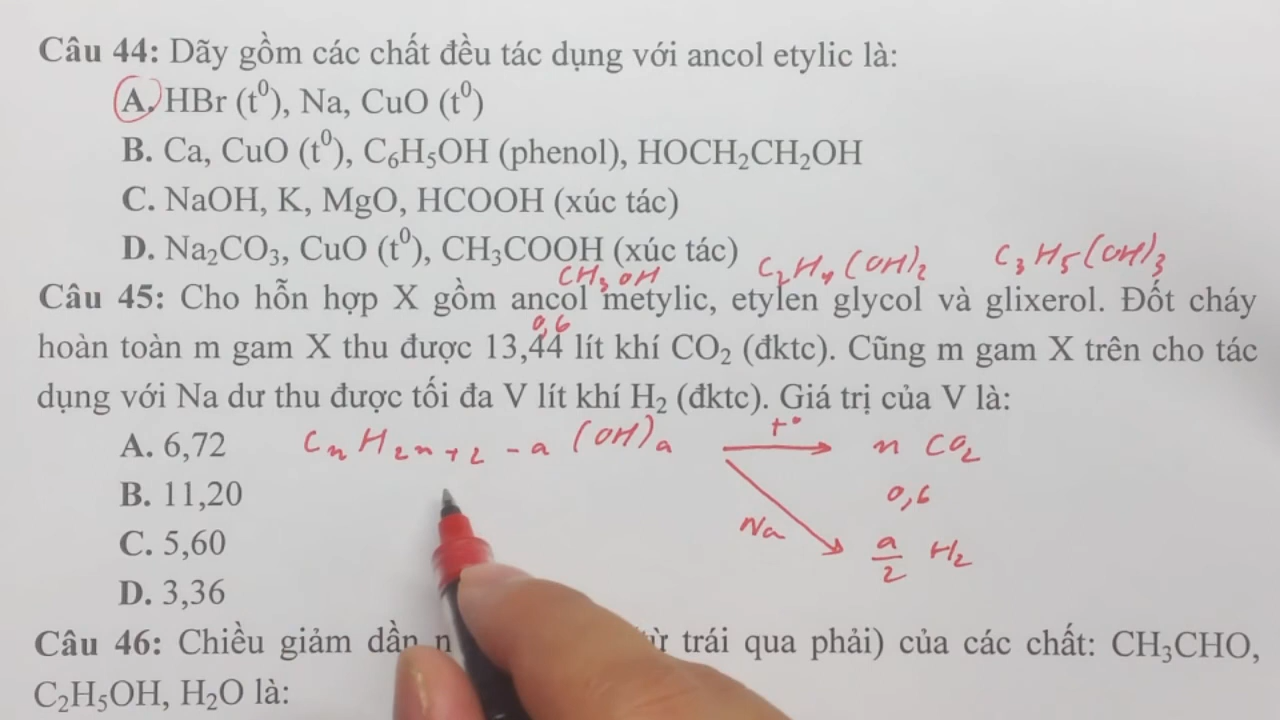 Câu 44: Dãy gồm các chất đều tác dụng với ancol etylic là:
A. HBr (t⁰), Na, CuO (t⁰)
B. Ca, CuO (t⁰), C₆H₅OH (phenol), HOCH₂CH₂OH
C. NaOH, K, MgO, HCOOH (xúc tác)
D. Na₂CO₃, CuO (t⁰), CH₃COOH (xúc tác)
CH₃OH C₂H₄(OH)₂ C₃H₅(OH)₃
Câu 45: Cho hỗn hợp X gồm ancol metylic, etylen glycol và glixerol. Đốt cháy
0,6
hoàn toàn m gam X thu được 13,44 lít khí CO₂ (đktc). Cũng m gam X trên cho tác
dụng với Na dư thu được tối đa V lít khí H₂ (đktc). Giá trị của V là:
A. 6,72
CₙH₂ₙ₊₂₋ₐ(OH)ₐ t° n CO₂
B. 11,20
0,6
C. 5,60
Na a/2 H₂
D. 3,36
Câu 46: Chiều giảm dần n trái qua phải) của các chất: CH₃CHO,
C₂H₅OH, H₂O là: